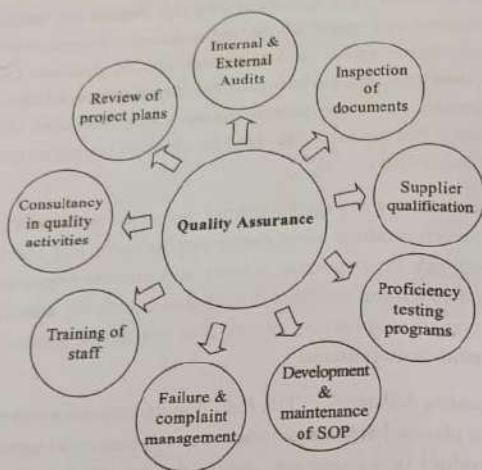 Internal &
External
Audits
Inspection
of
documents
Supplier
qualification
Proficiency
testing
programs
Development
&
maintenance
of SOP
Failure &
complaint
management
Training of
staff
Consultancy
in quality
activities
Review of
project plans
Quality Assurance